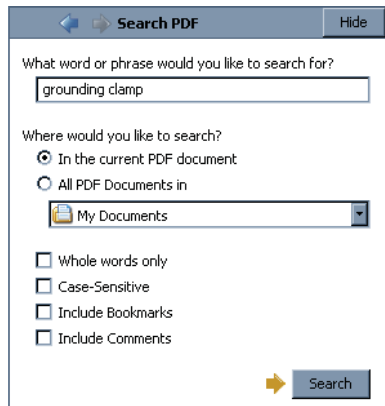 Search PDF Hide
What word or phrase would you like to search for?
grounding clamp
Where would you like to search?
In the current PDF document
All PDF Documents in
My Documents
Whole words only
Case-Sensitive
Include Bookmarks
Include Comments
Search